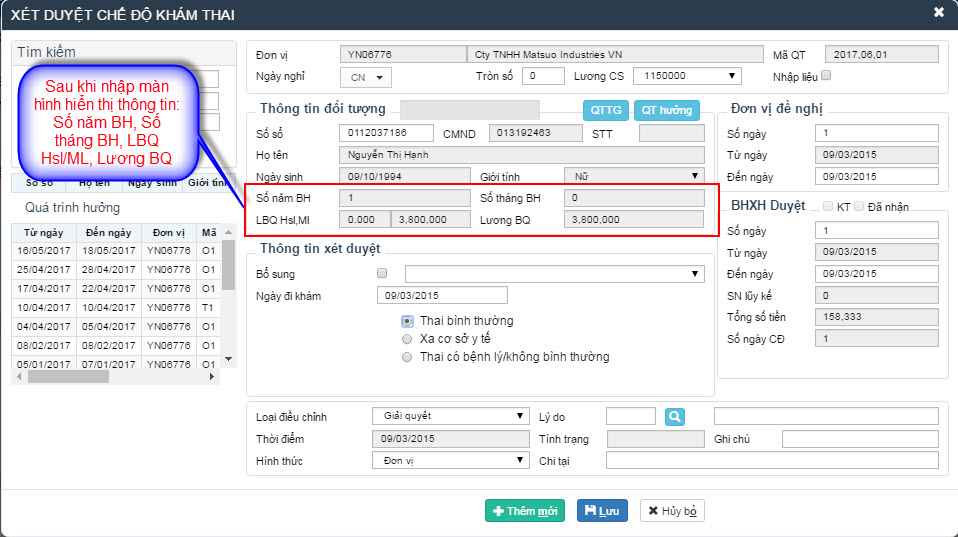 XÉT DUYỆT CHẾ ĐỘ KHÁM THAI
Tìm kiếm
Sau khi nhập màn
hình hiển thị thông tin:
Số năm BH, Số
tháng BH, LBQ
Hsl/ML, Lương BQ
Số sổ Họ tên Ngày sinh Giới tính
Quá trình hưởng
Từ ngày Đến ngày Đơn vị Mã
16/05/2017 18/05/2017 YN06776 O1
25/04/2017 28/04/2017 YN06776 O1
17/04/2017 22/04/2017 YN06776 O1
10/04/2017 10/04/2017 YN06776 T1
04/04/2017 05/04/2017 YN06776 O1
08/02/2017 08/02/2017 YN06776 O1
05/01/2017 07/01/2017 YN06776 O1
Đơn vị YN06776 Cty TNHH Matsuo Industries VN Mã QT 2017.06.01
Ngày nghỉ CN Tròn số 0 Lương CS 1150000 Nhập liệu
Thông tin đối tượng QTTG QT hưởng
Số sổ 0112037186 CMND 013192463 STT
Họ tên Nguyễn Thị Hạnh
Ngày sinh 09/10/1994 Giới tính Nữ
Số năm BH 1 Số tháng BH 0
LBQ Hsl,Ml 0.000 3,800,000 Lương BQ 3,800,000
Thông tin xét duyệt
Bổ sung
Ngày đi khám 09/03/2015
Thai bình thường
Xa cơ sở y tế
Thai có bệnh lý/không bình thường
Đơn vị đề nghị
Số ngày 1
Từ ngày 09/03/2015
Đến ngày 09/03/2015
BHXH Duyệt KT Đã nhận
Số ngày 1
Từ ngày 09/03/2015
Đến ngày 09/03/2015
SN lũy kế 0
Tổng số tiền 158,333
Số ngày CĐ 1
Loại điều chỉnh Giải quyết Lý do
Thời điểm 09/03/2015 Tình trạng Ghi chú
Hình thức Đơn vị Chi tại
Thêm mới Lưu Hủy bỏ